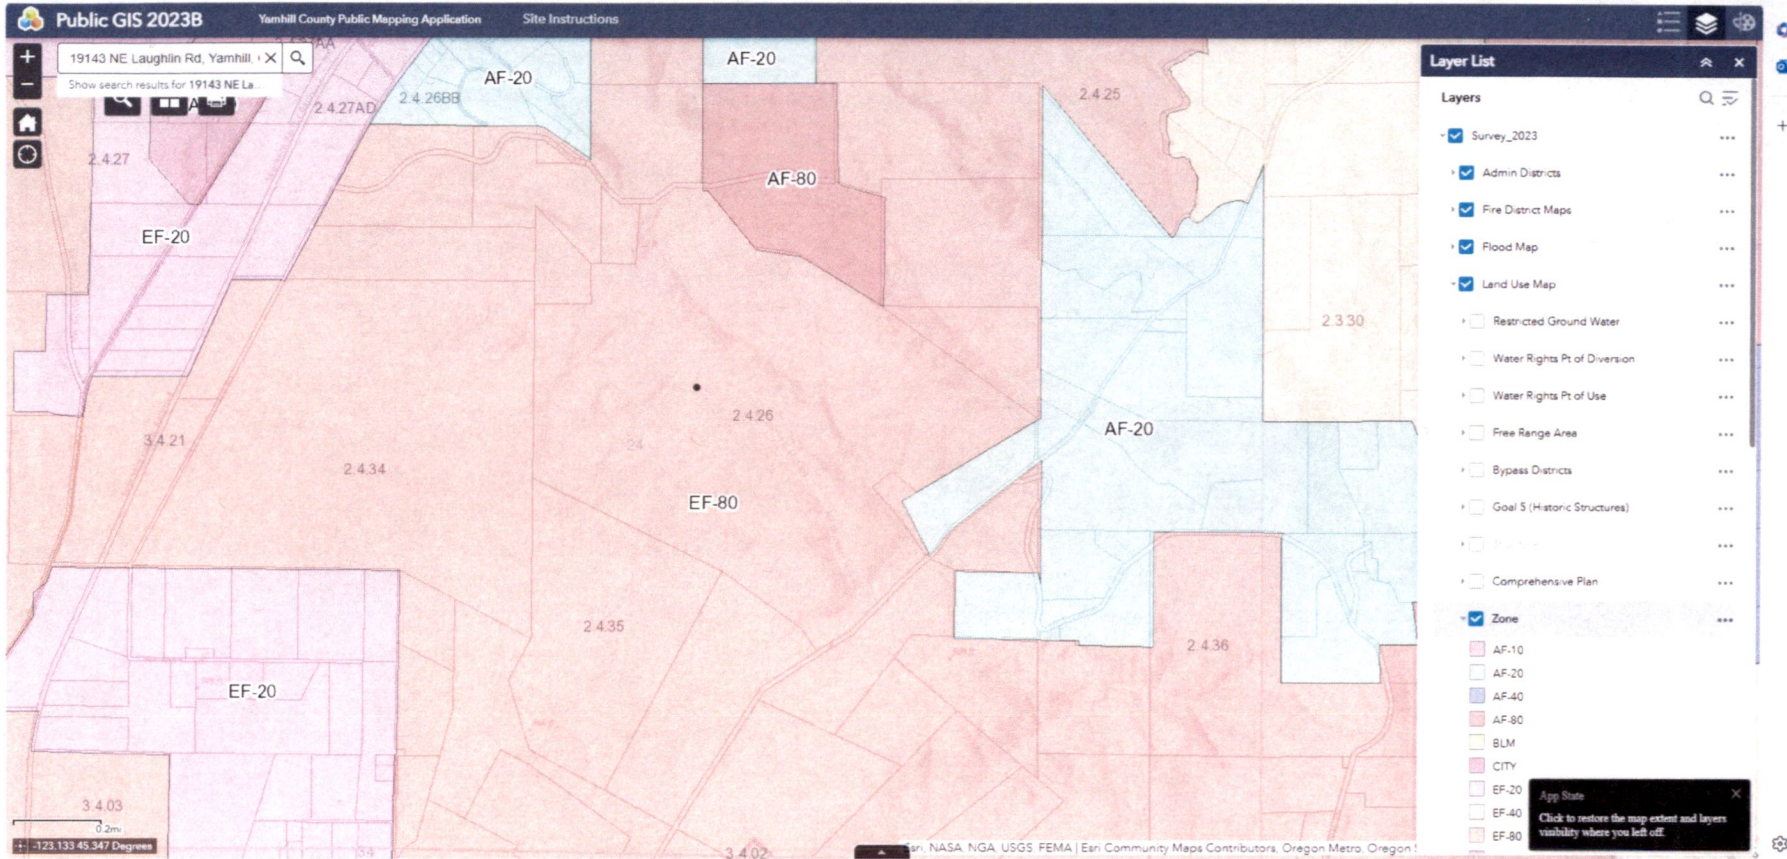 Public GIS 2023B
Yamhill County Public Mapping Application
Site Instructions
19143 NE Laughlin Rd, Yamhill,
Show search results for 19143 NE La...
AF-20
AF-20
2.4.25
2.4.27AD
2.4.26BB
2.4.27
AF-80
EF-20
2.3.30
2.4.26
24
3.4.21
2.4.34
AF-20
EF-80
2.4.35
2.4.36
EF-20
3.4.03
0.2mi
-123.133 45.347 Degrees
34
3.4.02
Esri, NASA, NGA, USGS, FEMA | Esri Community Maps Contributors, Oregon Metro, Oregon
Layer List
Layers
Survey_2023
Admin Districts
Fire District Maps
Flood Map
Land Use Map
Restricted Ground Water
Water Rights Pt of Diversion
Water Rights Pt of Use
Free Range Area
Bypass Districts
Goal 5 (Historic Structures)
Comprehensive Plan
Zone
AF-10
AF-20
AF-40
AF-80
BLM
CITY
EF-20
EF-40
EF-80
App State
Click to restore the map extent and layers
visibility where you left off.